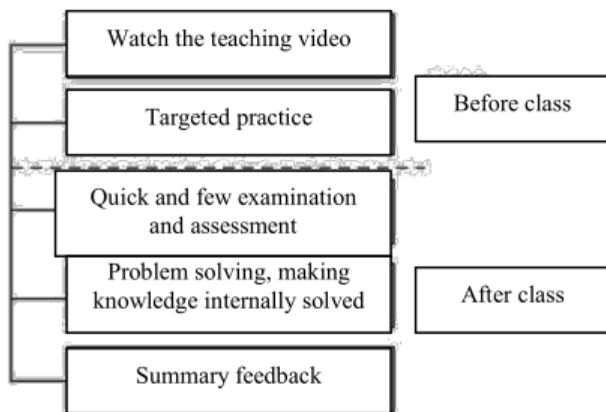 Watch the teaching video
Targeted practice
Before class
Quick and few examination
and assessment
Problem solving, making
knowledge internally solved
After class
Summary feedback